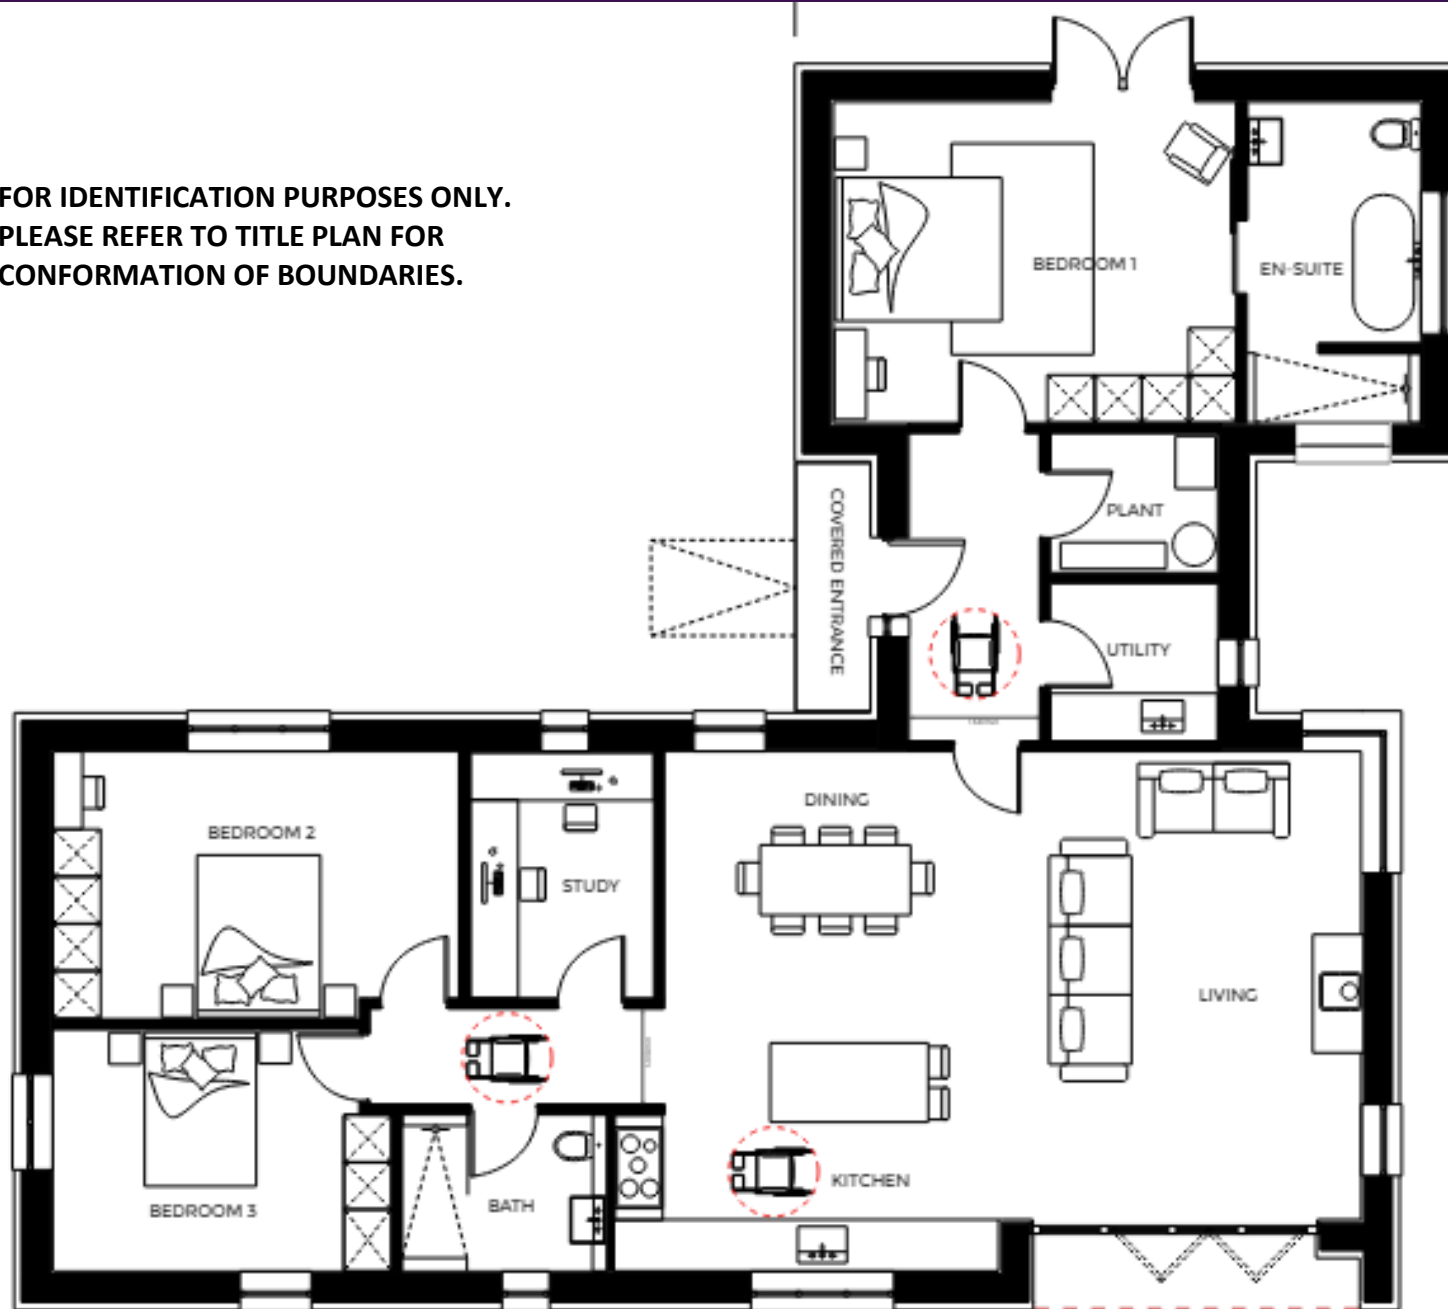 FOR IDENTIFICATION PURPOSES ONLY.
PLEASE REFER TO TITLE PLAN FOR
CONFORMATION OF BOUNDARIES.
BEDROOM 1
EN-SUITE
COVERED ENTRANCE
PLANT
UTILITY
DINING
BEDROOM 2
STUDY
LIVING
KITCHEN
BATH
BEDROOM 3